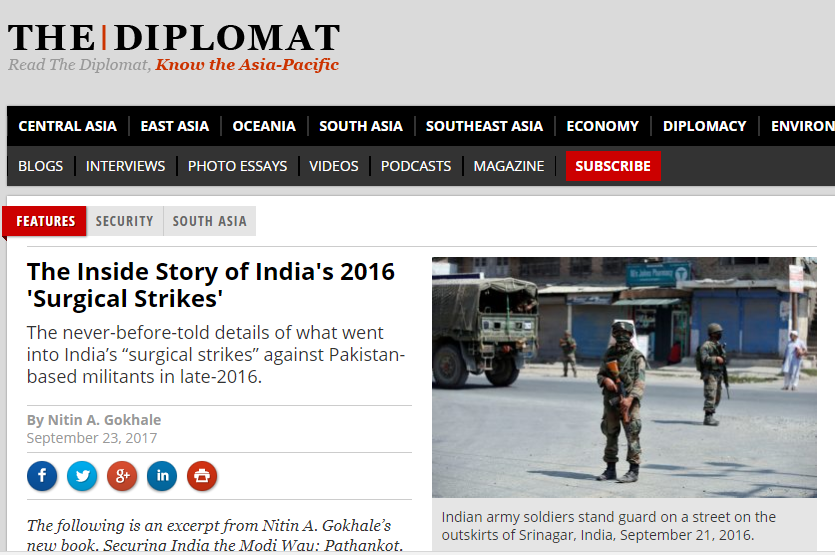 THE|DIPLOMAT
Read The Diplomat, Know the Asia-Pacific
CENTRAL ASIA | EAST ASIA | OCEANIA | SOUTH ASIA | SOUTHEAST ASIA | ECONOMY | DIPLOMACY | ENVIRON
BLOGS | INTERVIEWS | PHOTO ESSAYS | VIDEOS | PODCASTS | MAGAZINE | SUBSCRIBE
FEATURES SECURITY SOUTH ASIA
The Inside Story of India's 2016
'Surgical Strikes'
The never-before-told details of what went
into India's “surgical strikes” against Pakistan-
based militants in late-2016.
By Nitin A. Gokhale
September 23, 2017
f g+ in
The following is an excerpt from Nitin A. Gokhale's
new book, Securing India the Modi Way: Pathankot,
Indian army soldiers stand guard on a street on the
outskirts of Srinagar, India, September 21, 2016.